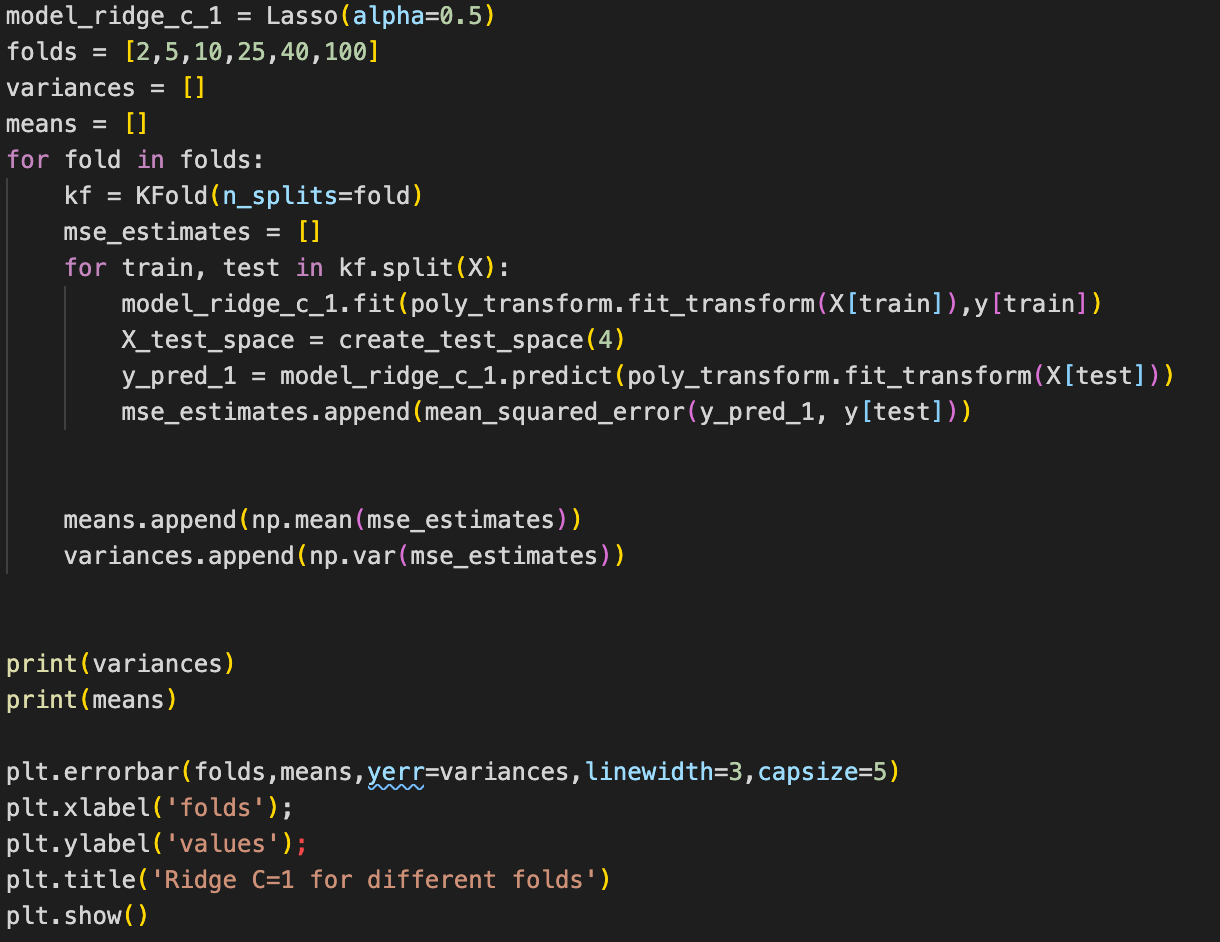 model_ridge_c_1 = Lasso(alpha=0.5)
folds = [2,5,10,25,40,100]
variances = []
means = []
for fold in folds:
    kf = KFold(n_splits=fold)
    mse_estimates = []
    for train, test in kf.split(X):
        model_ridge_c_1.fit(poly_transform.fit_transform(X[train]),y[train])
        X_test_space = create_test_space(4)
        y_pred_1 = model_ridge_c_1.predict(poly_transform.fit_transform(X[test]))
        mse_estimates.append(mean_squared_error(y_pred_1, y[test]))
    means.append(np.mean(mse_estimates))
    variances.append(np.var(mse_estimates))
print(variances)
print(means)
plt.errorbar(folds,means,yerr=variances,linewidth=3,capsize=5)
plt.xlabel('folds');
plt.ylabel('values');
plt.title('Ridge C=1 for different folds')
plt.show()